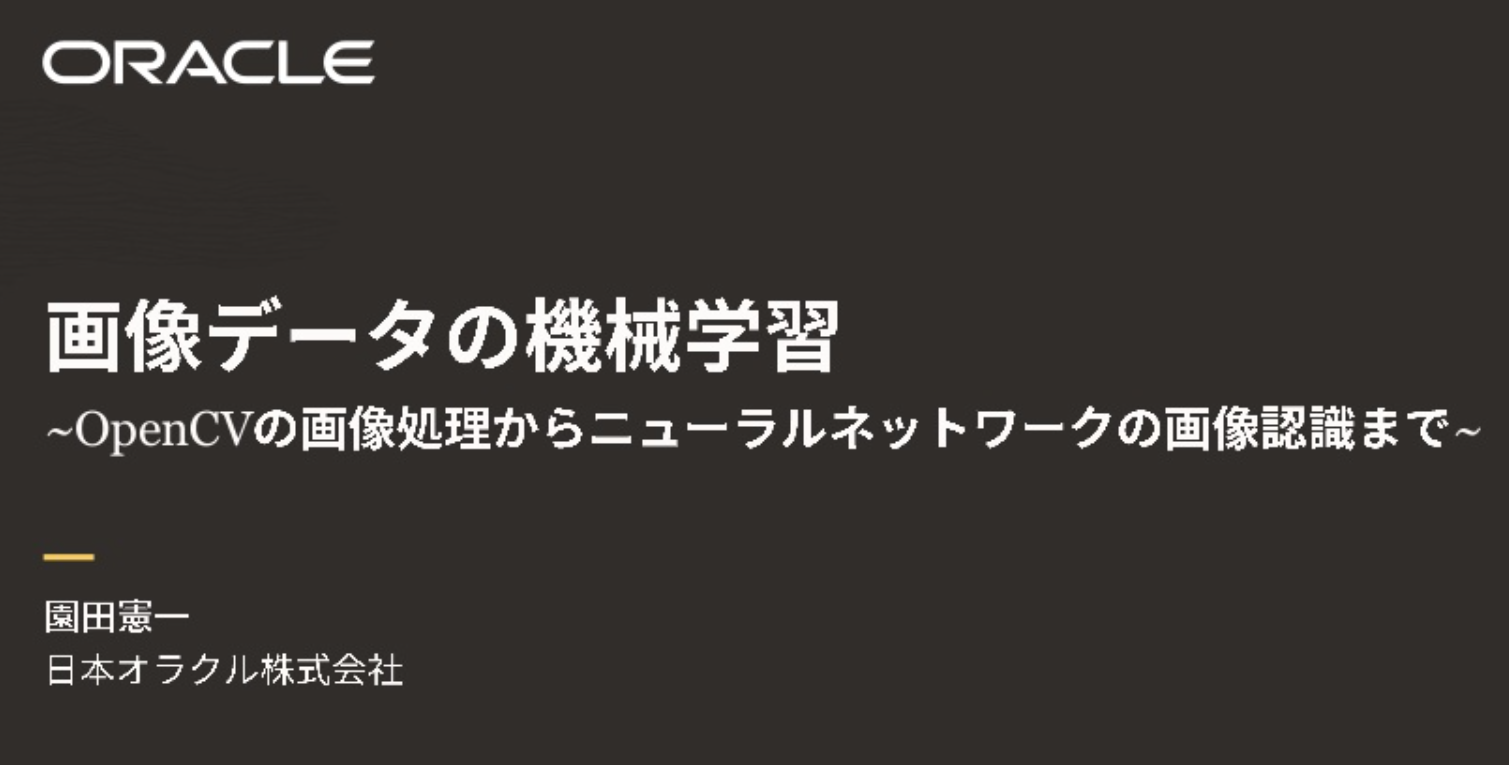 ORACLE
画像データの機械学習
~OpenCVの画像処理からニューラルネットワークの画像認識まで~
園田憲一
日本オラクル株式会社